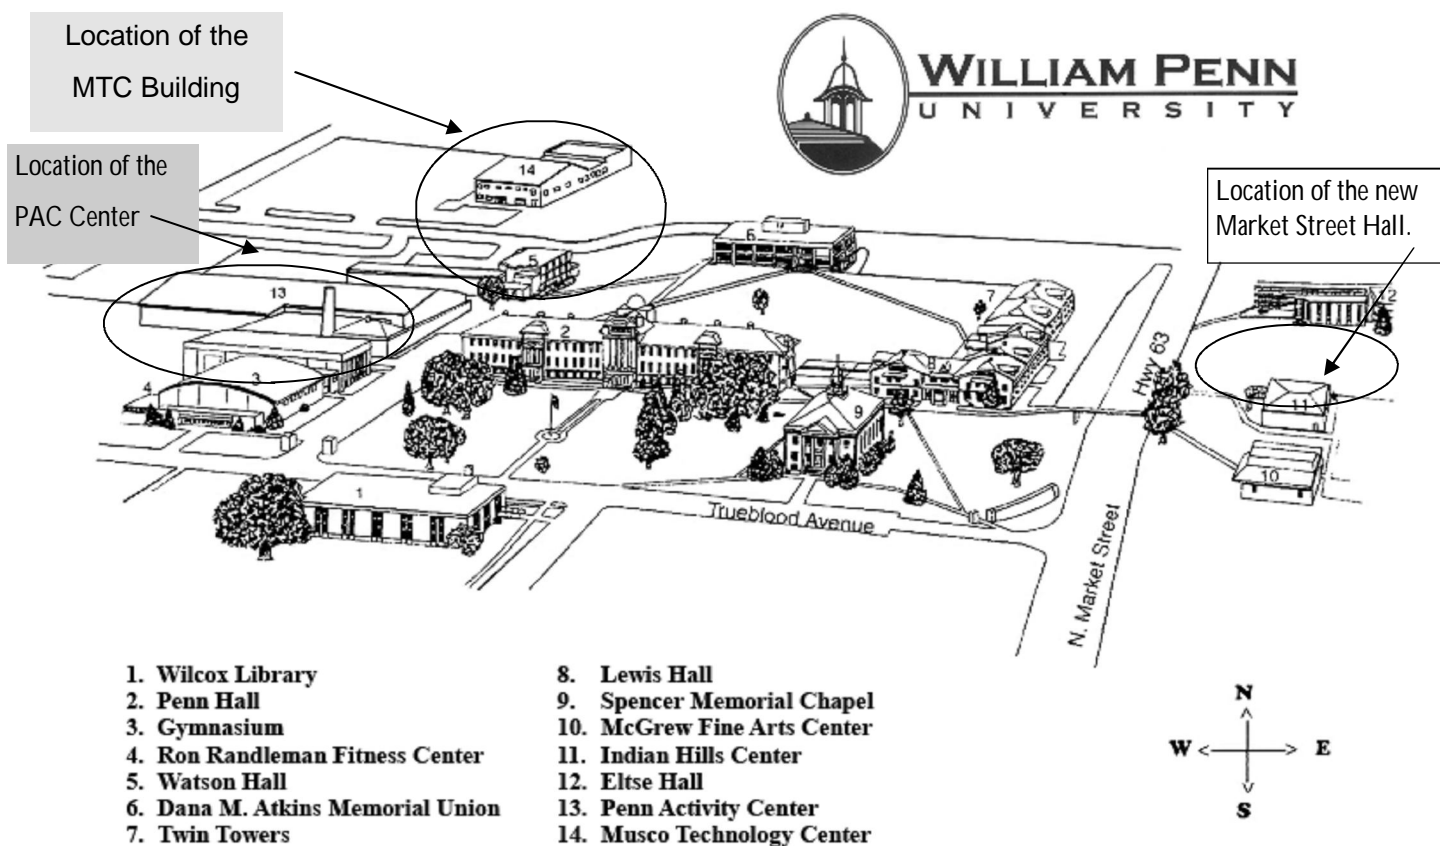 Location of the
MTC Building
WILLIAM PENN
UNIVERSITY
Location of the
PAC Center
Location of the new
Market Street Hall.
14
6
5
13
7
12
2
4
3
9
11
10
1
Hwy 63
Trueblood Avenue
N. Market Street
1. Wilcox Library
2. Penn Hall
3. Gymnasium
4. Ron Randleman Fitness Center
5. Watson Hall
6. Dana M. Atkins Memorial Union
7. Twin Towers
8. Lewis Hall
9. Spencer Memorial Chapel
10. McGrew Fine Arts Center
11. Indian Hills Center
12. Eltse Hall
13. Penn Activity Center
14. Musco Technology Center
N
W E
S